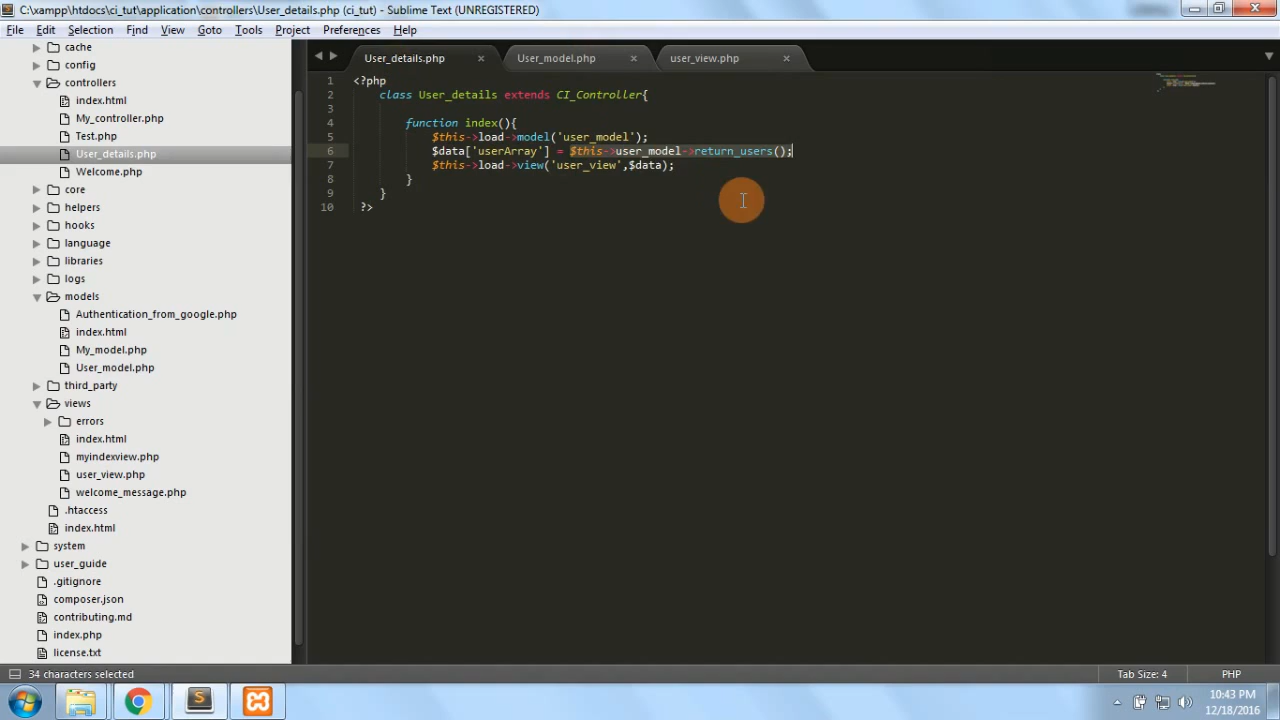 C:\xampp\htdocs\ci_tut\application\controllers\User_details.php (ci_tut) - Sublime Text (UNREGISTERED)
File Edit Selection Find View Goto Tools Project Preferences Help
cache
config
controllers
index.html
My_controller.php
Test.php
User_details.php
Welcome.php
core
helpers
hooks
language
libraries
logs
models
Authentication_from_google.php
index.html
My_model.php
User_model.php
third_party
views
errors
index.html
myindexview.php
user_view.php
welcome_message.php
.htaccess
index.html
system
user_guide
.gitignore
composer.json
contributing.md
index.php
license.txt
User_details.php User_model.php user_view.php
1 <?php
2 class User_details extends CI_Controller{
3
4 function index(){
5 $this->load->model('user_model');
6 $data['userArray'] = $this->user_model->return_users();
7 $this->load->view('user_view',$data);
8 }
9 }
10 ?>
34 characters selected Tab Size: 4 PHP
10:43 PM
12/18/2016